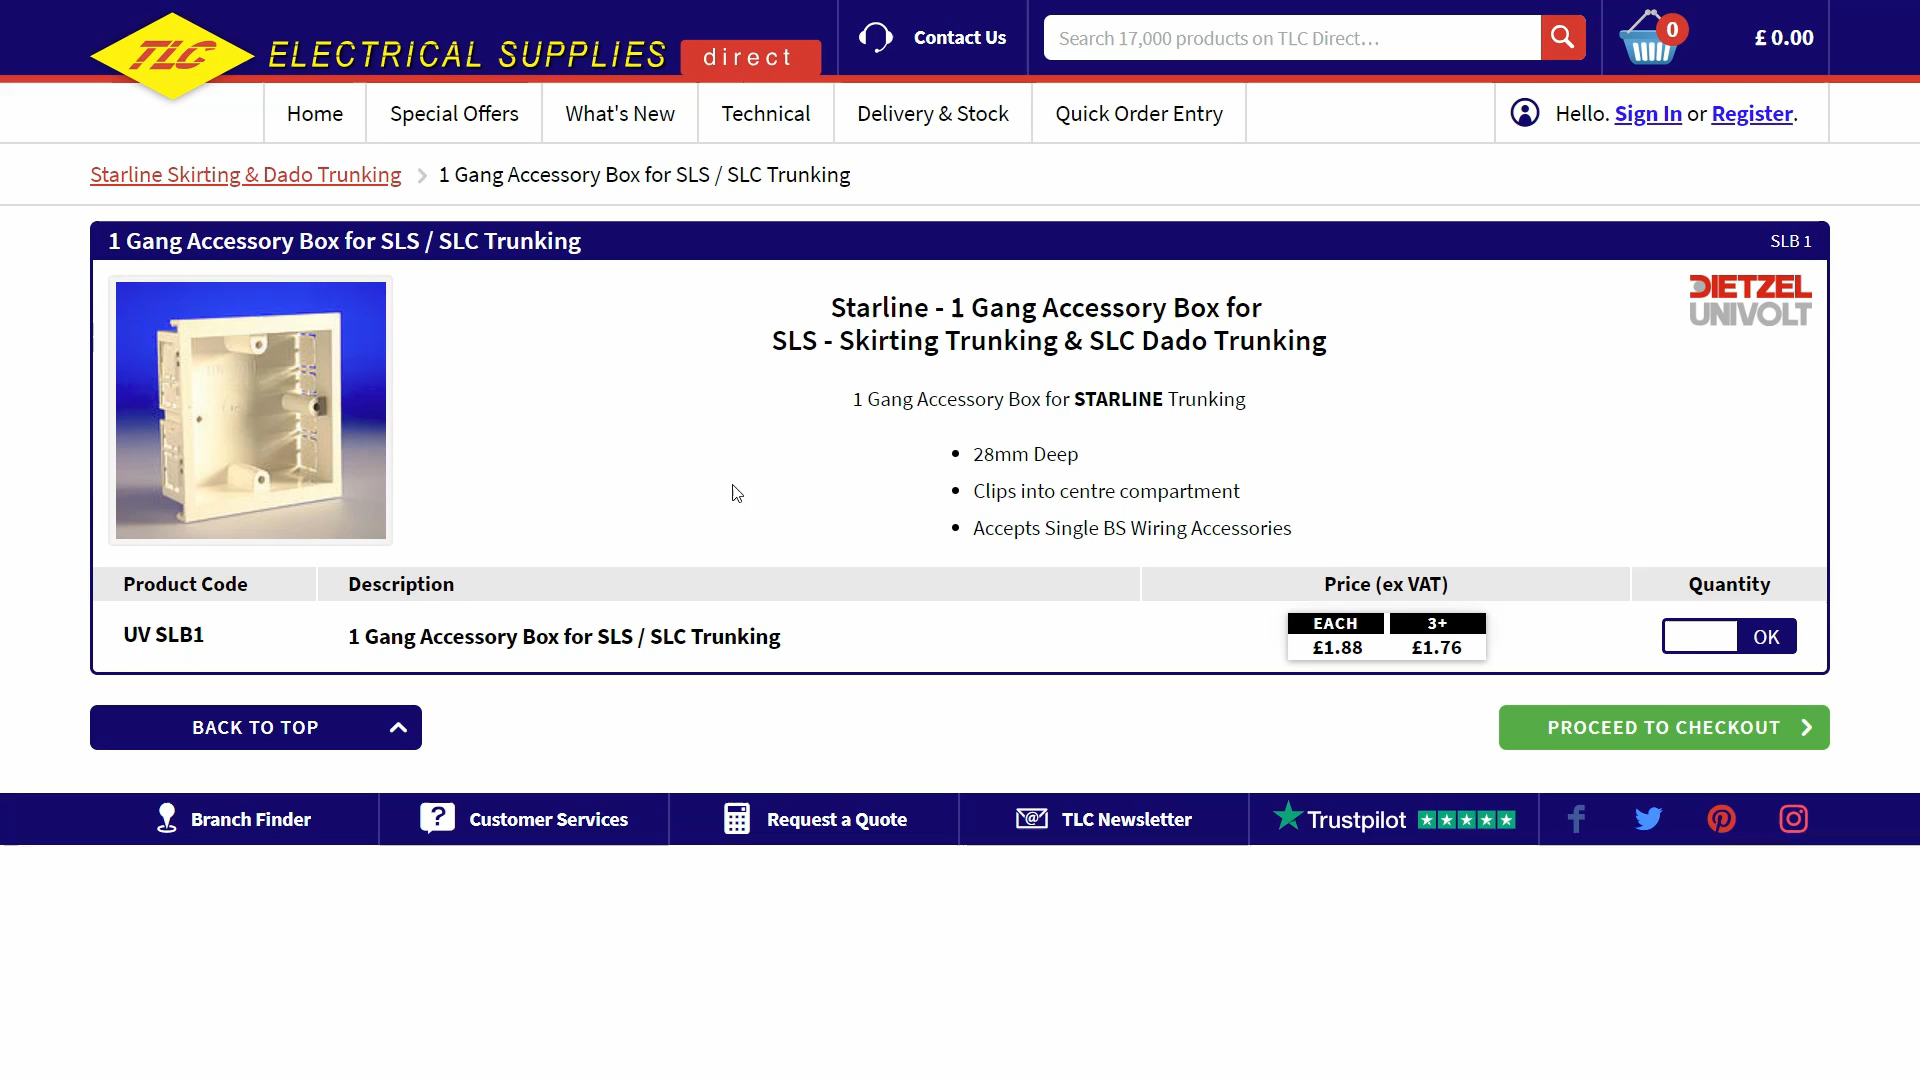 TLC ELECTRICAL SUPPLIES direct
Contact Us
Search 17,000 products on TLC Direct...
0
£ 0.00
Home
Special Offers
What's New
Technical
Delivery & Stock
Quick Order Entry
Hello. Sign In or Register.
Starline Skirting & Dado Trunking
1 Gang Accessory Box for SLS / SLC Trunking
1 Gang Accessory Box for SLS / SLC Trunking
SLB 1
DIETZEL
UNIVOLT
Starline - 1 Gang Accessory Box for
SLS - Skirting Trunking & SLC Dado Trunking
1 Gang Accessory Box for STARLINE Trunking
28mm Deep
Clips into centre compartment
Accepts Single BS Wiring Accessories
Product Code
Description
Price (ex VAT)
Quantity
UV SLB1
1 Gang Accessory Box for SLS / SLC Trunking
EACH
3+
£1.88
£1.76
OK
BACK TO TOP
PROCEED TO CHECKOUT
Branch Finder
Customer Services
Request a Quote
TLC Newsletter
Trustpilot